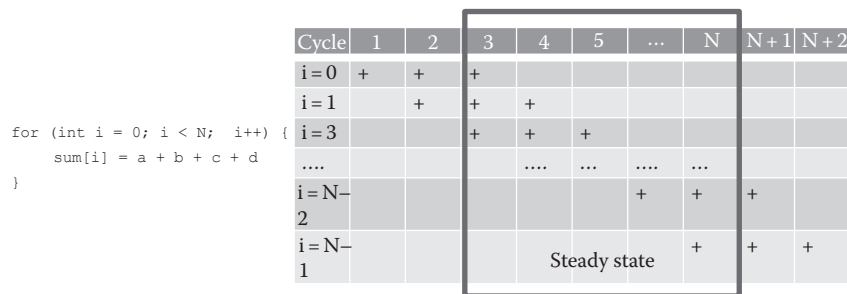 Cycle 1 2 3 4 5 ... N N + 1 N + 2
i = 0 + + +
i = 1 + + +
for (int i = 0; i < N; i++) {
i = 3 + + +
sum[i] = a + b + c + d
}
.... .... ... .... ...
i = N–
2 + + +
i = N–
1 + + +
Steady state